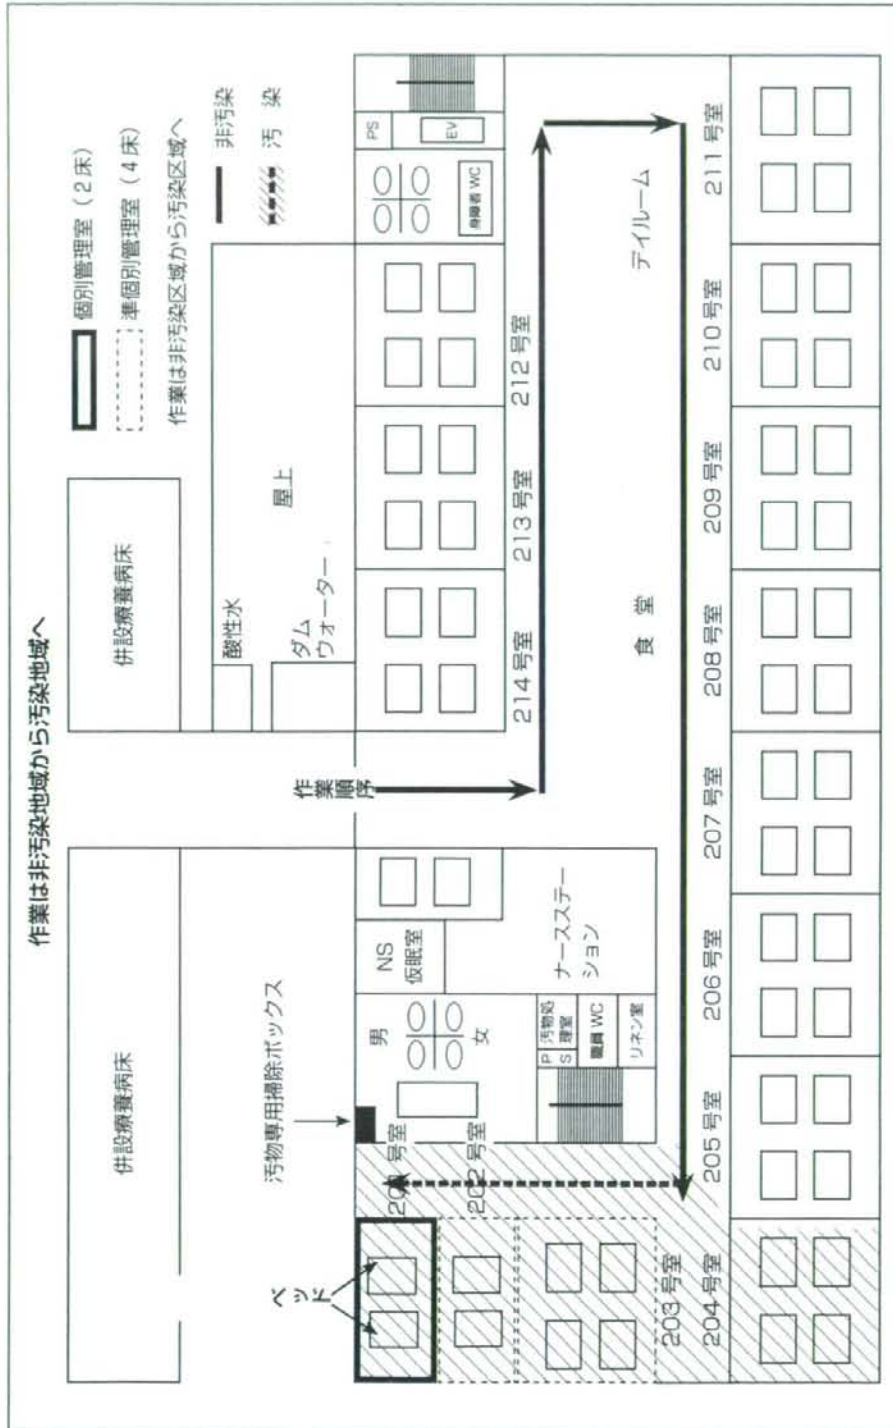 作業は非汚染地域から汚染地域へ
併設療養病床
併設療養病床
個別管理室（2床）
準個別管理室（4床）
作業は非汚染区域から汚染区域へ
非汚染
汚 染
汚物専用掃除ボックス
酸性水
屋上
ダム
ウォーター
作業
順序
ベッド
201号室
202号室
203号室
204号室
男
女
NS
仮眠室
ナースステー
ション
P
S
汚物処
理室
職員WC
リネン室
214号室
213号室
212号室
PS
EV
身障者WC
食 堂
デイルーム
205号室
206号室
207号室
208号室
209号室
210号室
211号室